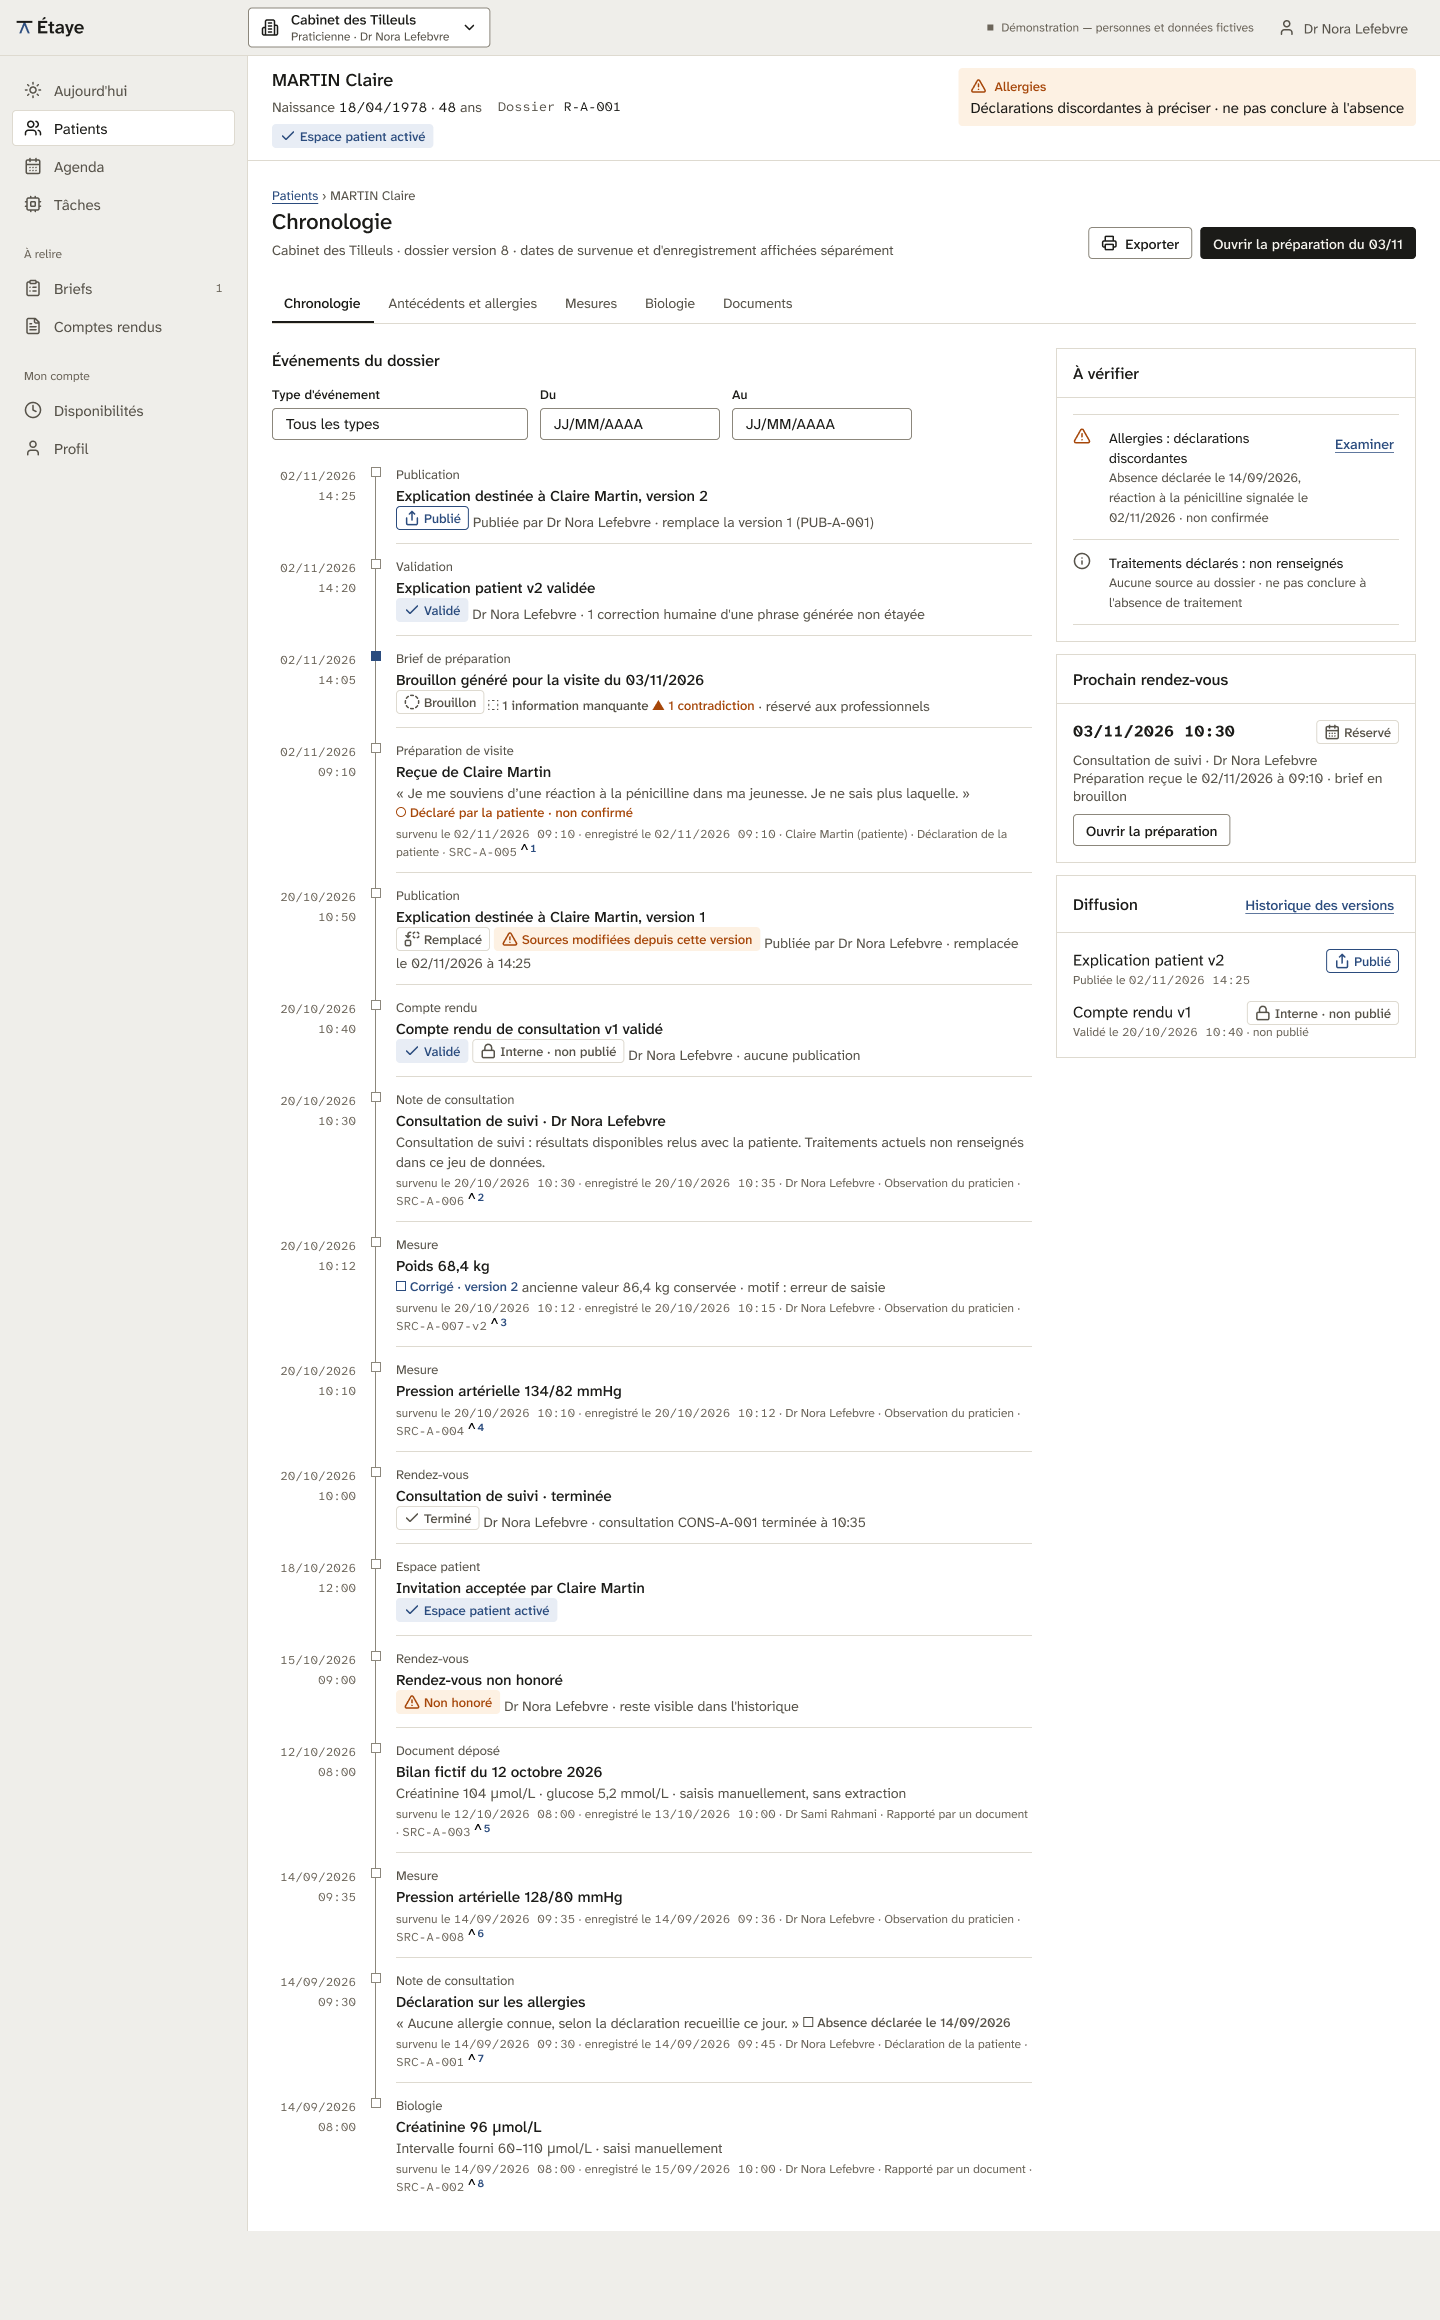 Étaye
Cabinet des Tilleuls
Praticienne · Dr Nora Lefebvre
Démonstration — personnes et données fictives
Dr Nora Lefebvre
Aujourd'hui
Patients
Agenda
Tâches
À relire
Briefs 1
Comptes rendus
Mon compte
Disponibilités
Profil
MARTIN Claire
Naissance 18/04/1978 · 48 ans Dossier R-A-001
Espace patient activé
Allergies
Déclarations discordantes à préciser · ne pas conclure à l'absence
Patients › MARTIN Claire
Chronologie
Cabinet des Tilleuls · dossier version 8 · dates de survenue et d'enregistrement affichées séparément
Exporter
Ouvrir la préparation du 03/11
Chronologie Antécédents et allergies Mesures Biologie Documents
Événements du dossier
Type d'événement Du Au
Tous les types JJ/MM/AAAA JJ/MM/AAAA
02/11/2026 Publication
14:25 Explication destinée à Claire Martin, version 2
Publié Publiée par Dr Nora Lefebvre · remplace la version 1 (PUB-A-001)
02/11/2026 Validation
14:20 Explication patient v2 validée
Validé Dr Nora Lefebvre · 1 correction humaine d'une phrase générée non étayée
02/11/2026 Brief de préparation
14:05 Brouillon généré pour la visite du 03/11/2026
Brouillon 1 information manquante 1 contradiction · réservé aux professionnels
02/11/2026 Préparation de visite
09:10 Reçue de Claire Martin
« Je me souviens d'une réaction à la pénicilline dans ma jeunesse. Je ne sais plus laquelle. »
Déclaré par la patiente · non confirmé
survenu le 02/11/2026 09:10 · enregistré le 02/11/2026 09:10 · Claire Martin (patiente) · Déclaration de la
patiente · SRC-A-005 ^1
20/10/2026 Publication
10:50 Explication destinée à Claire Martin, version 1
Remplacé Sources modifiées depuis cette version Publiée par Dr Nora Lefebvre · remplacée
le 02/11/2026 à 14:25
20/10/2026 Compte rendu
10:40 Compte rendu de consultation v1 validé
Validé Interne · non publié Dr Nora Lefebvre · aucune publication
20/10/2026 Note de consultation
10:30 Consultation de suivi · Dr Nora Lefebvre
Consultation de suivi : résultats disponibles relus avec la patiente. Traitements actuels non renseignés
dans ce jeu de données.
survenu le 20/10/2026 10:30 · enregistré le 20/10/2026 10:35 · Dr Nora Lefebvre · Observation du praticien ·
SRC-A-006 ^2
20/10/2026 Mesure
10:12 Poids 68,4 kg
Corrigé · version 2 ancienne valeur 86,4 kg conservée · motif : erreur de saisie
survenu le 20/10/2026 10:12 · enregistré le 20/10/2026 10:15 · Dr Nora Lefebvre · Observation du praticien ·
SRC-A-007-v2 ^3
20/10/2026 Mesure
10:10 Pression artérielle 134/82 mmHg
survenu le 20/10/2026 10:10 · enregistré le 20/10/2026 10:12 · Dr Nora Lefebvre · Observation du praticien ·
SRC-A-004 ^4
20/10/2026 Rendez-vous
10:00 Consultation de suivi · terminée
Terminé Dr Nora Lefebvre · consultation CONS-A-001 terminée à 10:35
18/10/2026 Espace patient
12:00 Invitation acceptée par Claire Martin
Espace patient activé
15/10/2026 Rendez-vous
09:00 Rendez-vous non honoré
Non honoré Dr Nora Lefebvre · reste visible dans l'historique
12/10/2026 Document déposé
08:00 Bilan fictif du 12 octobre 2026
Créatinine 104 µmol/L · glucose 5,2 mmol/L · saisis manuellement, sans extraction
survenu le 12/10/2026 08:00 · enregistré le 13/10/2026 10:00 · Dr Sami Rahmani · Rapporté par un document
· SRC-A-003 ^5
14/09/2026 Mesure
09:35 Pression artérielle 128/80 mmHg
survenu le 14/09/2026 09:35 · enregistré le 14/09/2026 09:36 · Dr Nora Lefebvre · Observation du praticien ·
SRC-A-008 ^6
14/09/2026 Note de consultation
09:30 Déclaration sur les allergies
« Aucune allergie connue, selon la déclaration recueillie ce jour. » Absence déclarée le 14/09/2026
survenu le 14/09/2026 09:30 · enregistré le 14/09/2026 09:45 · Dr Nora Lefebvre · Déclaration de la patiente ·
SRC-A-001 ^7
14/09/2026 Biologie
08:00 Créatinine 96 µmol/L
Intervalle fourni 60–110 µmol/L · saisi manuellement
survenu le 14/09/2026 08:00 · enregistré le 15/09/2026 10:00 · Dr Nora Lefebvre · Rapporté par un document ·
SRC-A-002 ^8
À vérifier
Allergies : déclarations
discordantes
Examiner
Absence déclarée le 14/09/2026,
réaction à la pénicilline signalée le
02/11/2026 · non confirmée
Traitements déclarés : non renseignés
Aucune source au dossier · ne pas conclure à
l'absence de traitement
Prochain rendez-vous
03/11/2026 10:30 Réservé
Consultation de suivi · Dr Nora Lefebvre
Préparation reçue le 02/11/2026 à 09:10 · brief en
brouillon
Ouvrir la préparation
Diffusion Historique des versions
Explication patient v2 Publié
Publiée le 02/11/2026 14:25
Compte rendu v1 Interne · non publié
Validé le 20/10/2026 10:40 · non publié